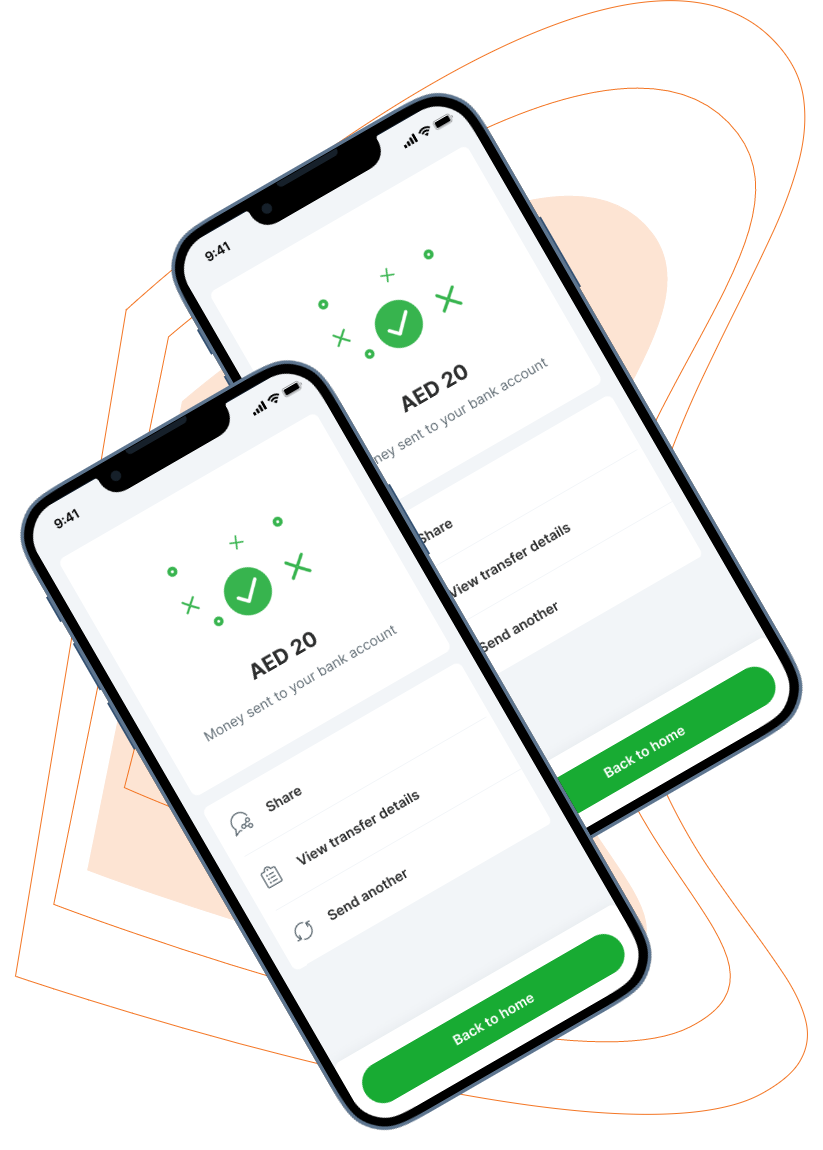 9:41
AED 20
ney sent to your bank account
Share
View transfer details
Send another
Back to home
9:41
AED 20
Money sent to your bank account
Share
View transfer details
Send another
Back to home